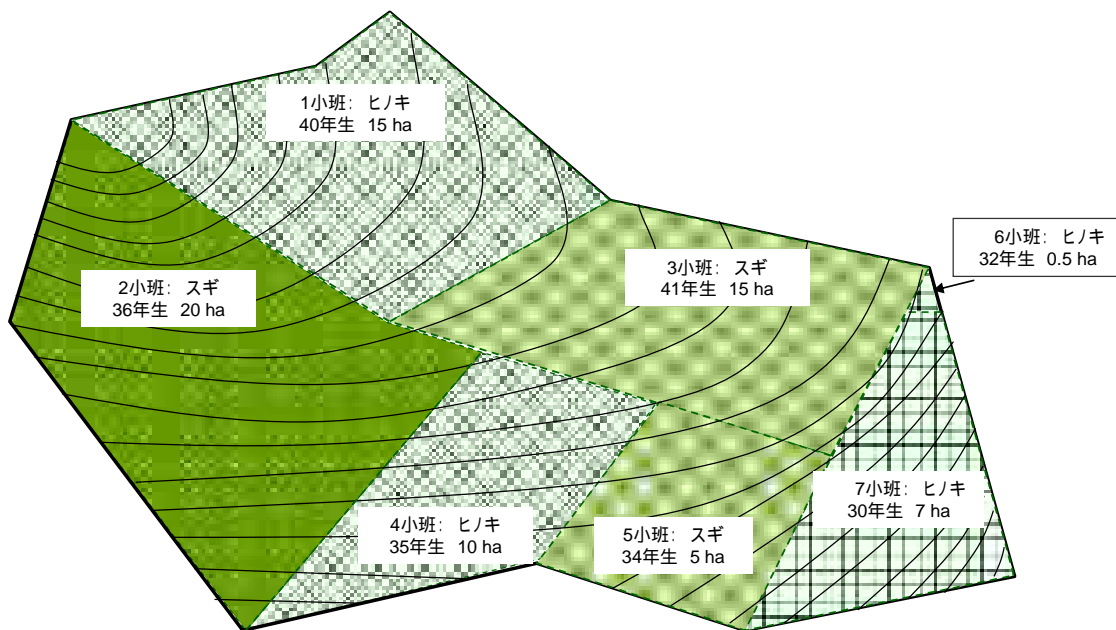 1小班: ヒノキ
40年生 15 ha
2小班: スギ
36年生 20 ha
3小班: スギ
41年生 15 ha
6小班: ヒノキ
32年生 0.5 ha
4小班: ヒノキ
35年生 10 ha
5小班: スギ
34年生 5 ha
7小班: ヒノキ
30年生 7 ha